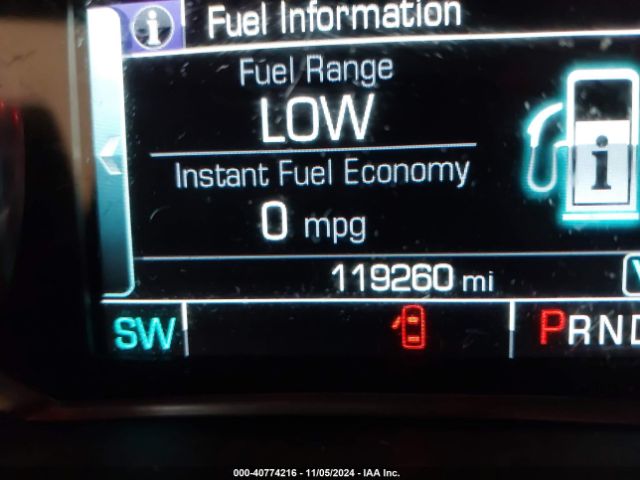 Fuel Information
Fuel Range
LOW
Instant Fuel Economy
0 mpg
119260 mi
SW
PRND
000-40774216 - 11/05/2024 - IAA Inc.